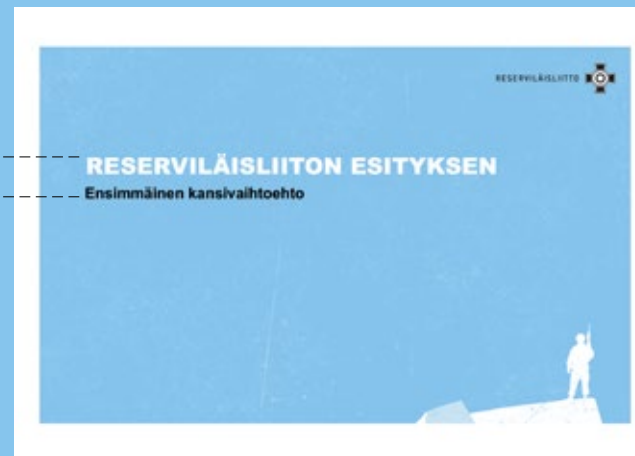 RESERVILÄISLIITTO
RESERVILÄISLIITON ESITYKSEN
Ensimmäinen kansivaihtoehto